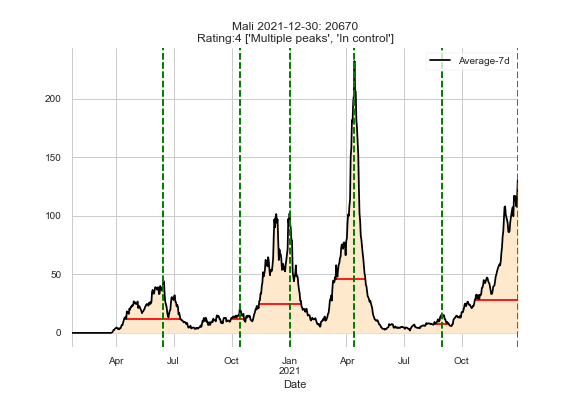 Mali 2021-12-30: 20670
Rating:4 ['Multiple peaks', 'In control']
Average-7d
200
150
100
50
0
Apr Jul Oct Jan Apr Jul Oct
2021
Date